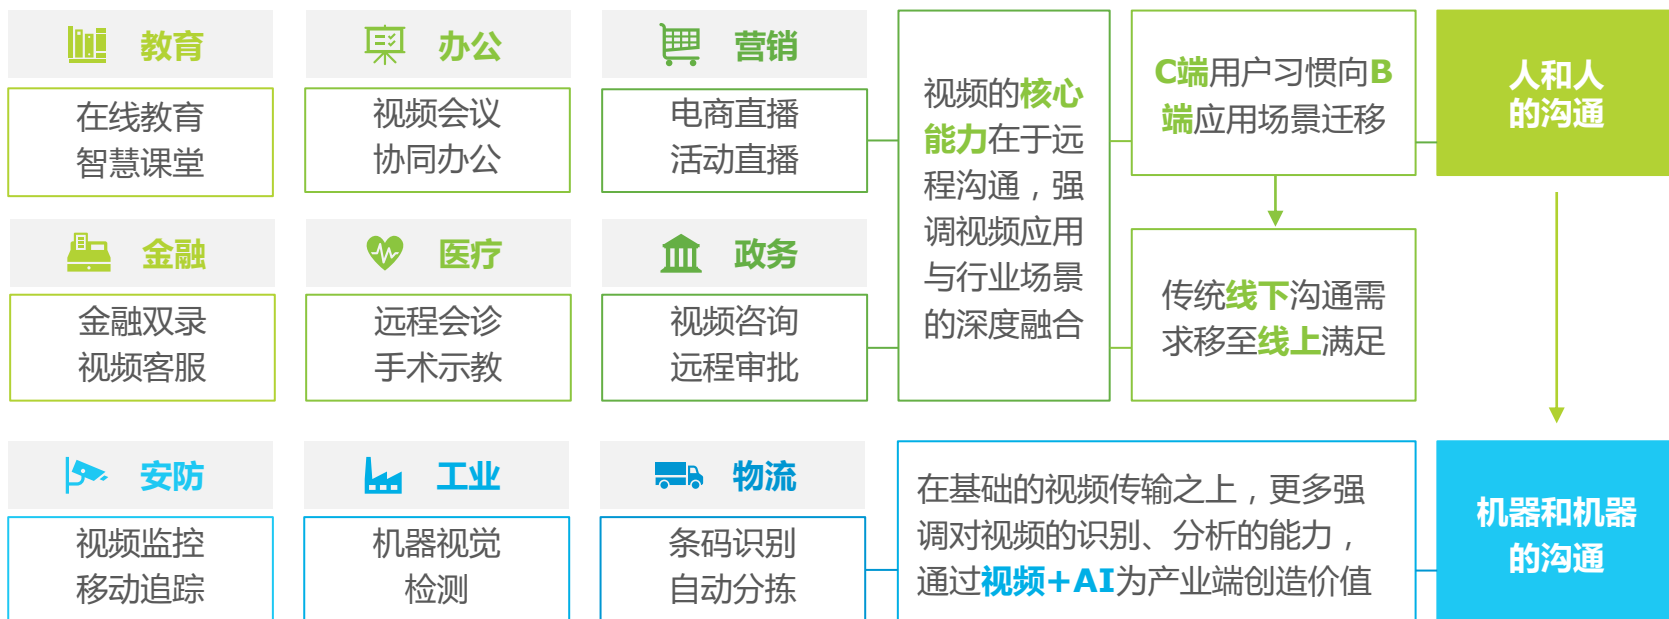 教育
在线教育
智慧课堂
办公
视频会议
协同办公
营销
电商直播
活动直播
金融
金融双录
视频客服
医疗
远程会诊
手术示教
政务
视频咨询
远程审批
视频的核心
能力在于远
程沟通，强
调视频应用
与行业场景
的深度融合
C端用户习惯向B
端应用场景迁移
传统线下沟通需
求移至线上满足
人和人
的沟通
安防
视频监控
移动追踪
工业
机器视觉
检测
物流
条码识别
自动分拣
在基础的视频传输之上，更多强
调对视频的识别、分析的能力，
通过视频+AI为产业端创造价值
机器和机器
的沟通